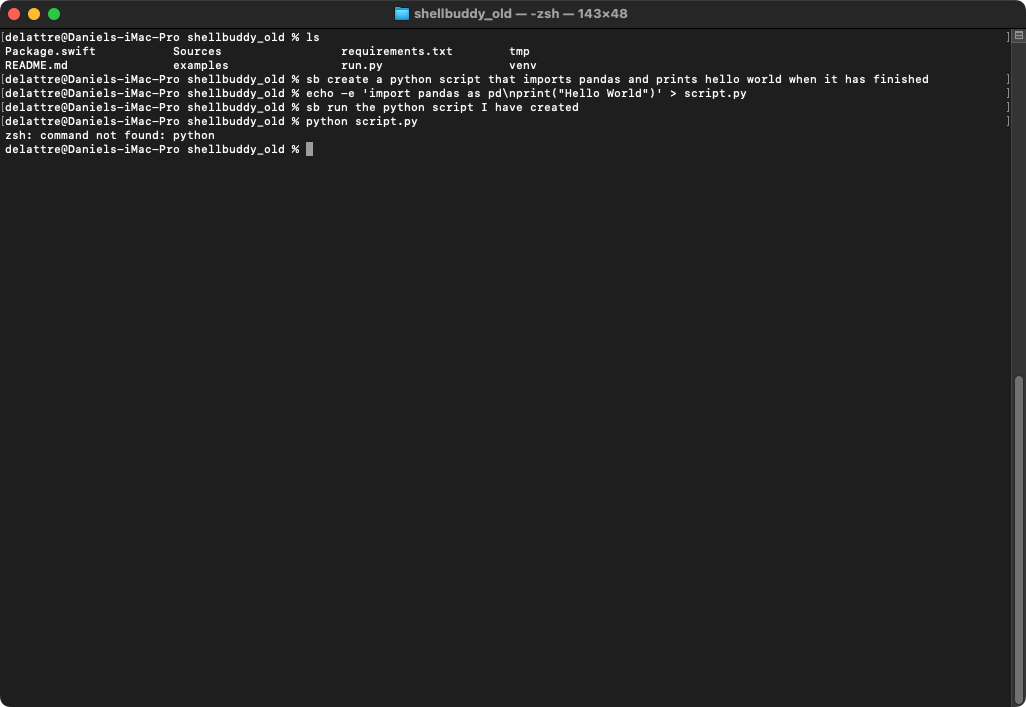 shellbuddy_old — -zsh — 143×48
[delattre@Daniels-iMac-Pro shellbuddy_old % ls ]
Package.swift Sources requirements.txt tmp
README.md examples run.py venv
[delattre@Daniels-iMac-Pro shellbuddy_old % sb create a python script that imports pandas and prints hello world when it has finished ]
[delattre@Daniels-iMac-Pro shellbuddy_old % echo -e 'import pandas as pd\nprint("Hello World")' > script.py ]
[delattre@Daniels-iMac-Pro shellbuddy_old % sb run the python script I have created ]
[delattre@Daniels-iMac-Pro shellbuddy_old % python script.py ]
zsh: command not found: python
delattre@Daniels-iMac-Pro shellbuddy_old %